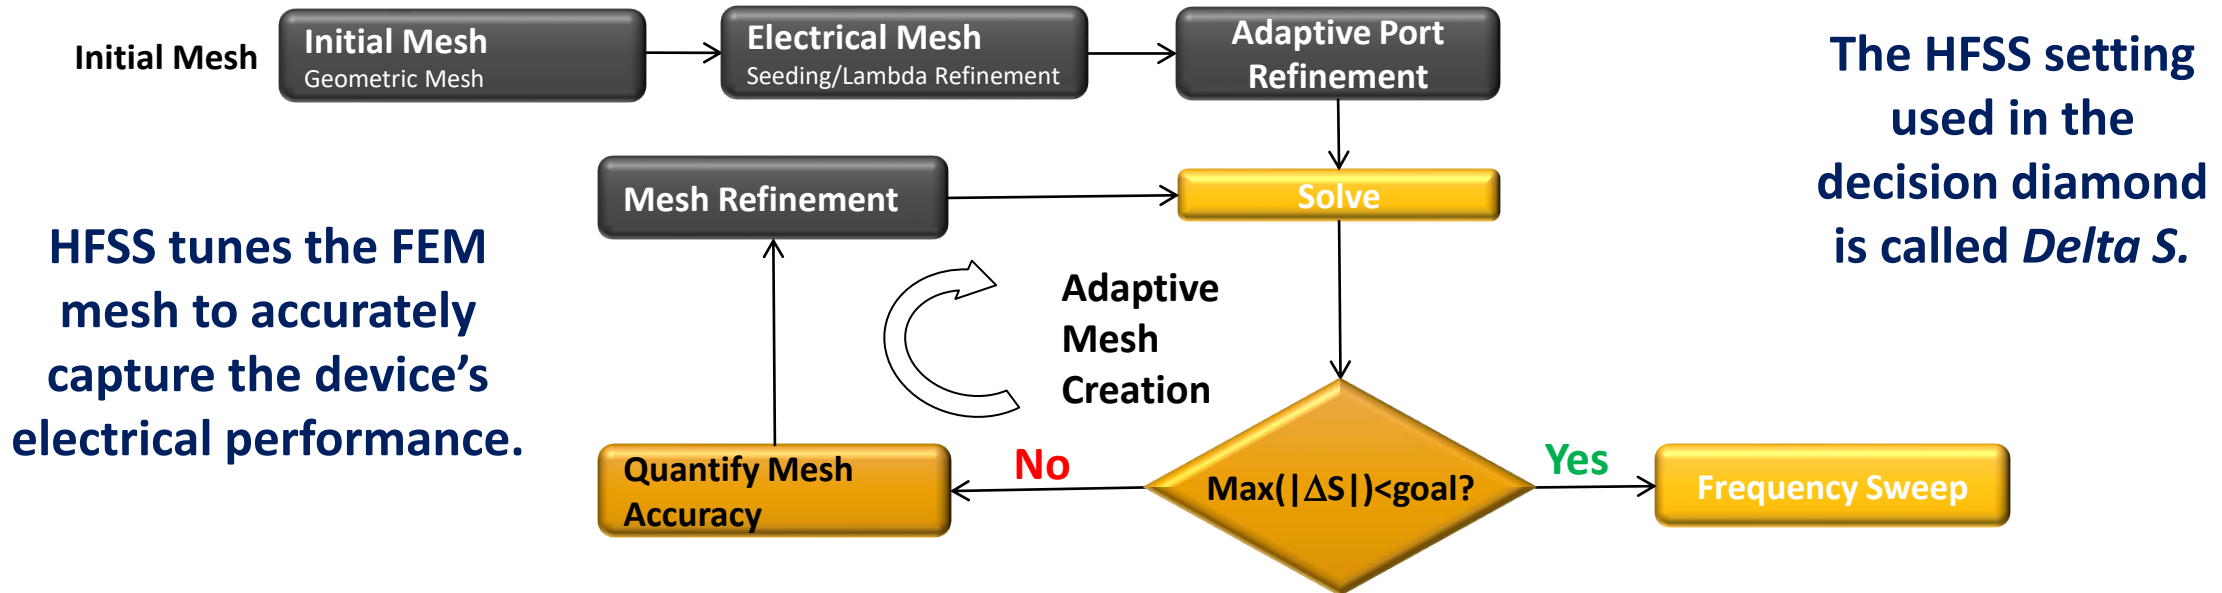 Initial Mesh
Initial Mesh
Geometric Mesh
Electrical Mesh
Seeding/Lambda Refinement
Adaptive Port
Refinement
The HFSS setting
used in the
decision diamond
is called Delta S.
Mesh Refinement
Solve
HFSS tunes the FEM
mesh to accurately
capture the device’s
electrical performance.
Adaptive
Mesh
Creation
Quantify Mesh
Accuracy
No
Max(|ΔS|)<goal?
Yes
Frequency Sweep